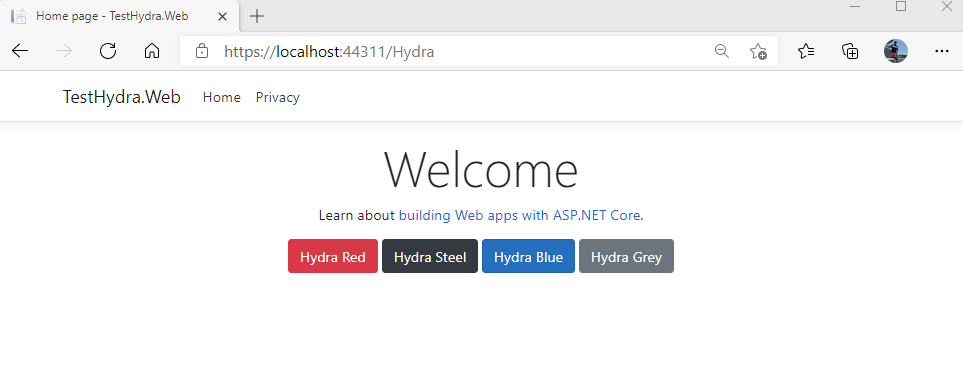 Home page - TestHydra.Web
https://localhost:44311/Hydra
TestHydra.Web Home Privacy
Welcome
Learn about building Web apps with ASP.NET Core.
Hydra Red Hydra Steel Hydra Blue Hydra Grey